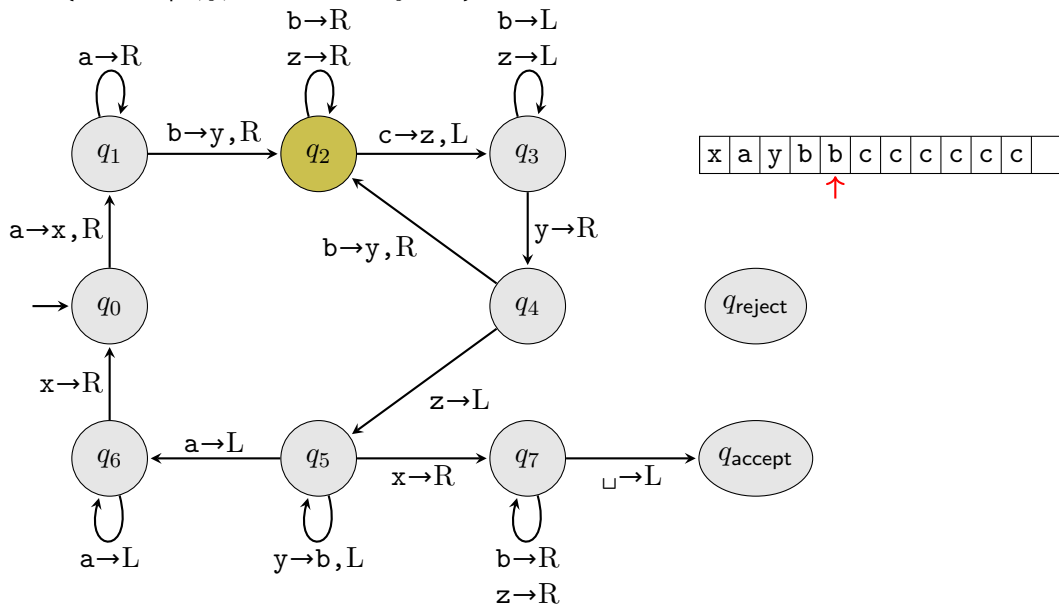 b→R
b→L
a→R
z→R
z→L
q1
b→y,R
q2
c→z,L
q3
x a y b b c c c c c c
↑
a→x,R
b→y,R
y→R
q0
q4
qreject
x→R
z→L
q6
a→L
q5
x→R
q7
␣→L
qaccept
a→L
y→b,L
b→R
z→R